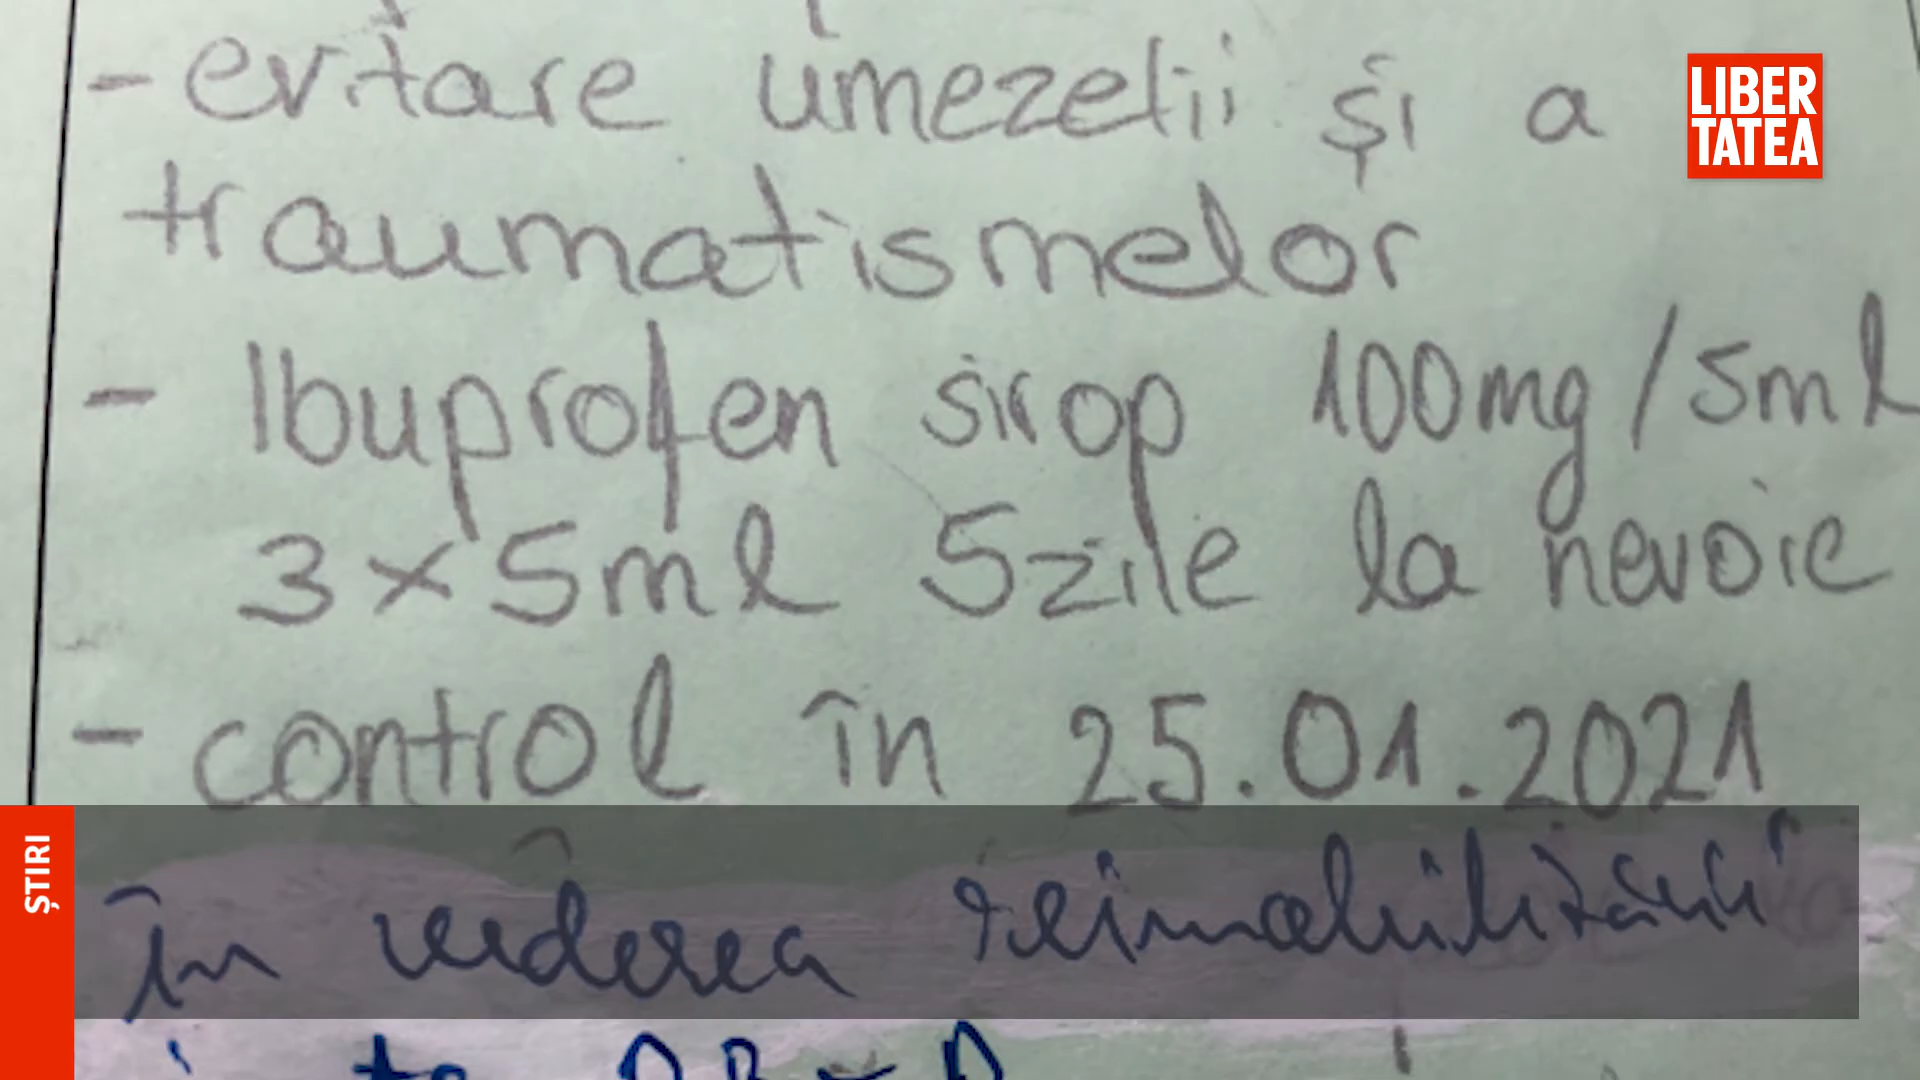 - evitare umezelii și a
LIBER
TATEA
traumatismelor
- Ibuprofen sirop 100mg/5ml
3x5ml 5zile la nevoie
- control în 25.01.2021
ȘTIRI
în vederea reimobilizării